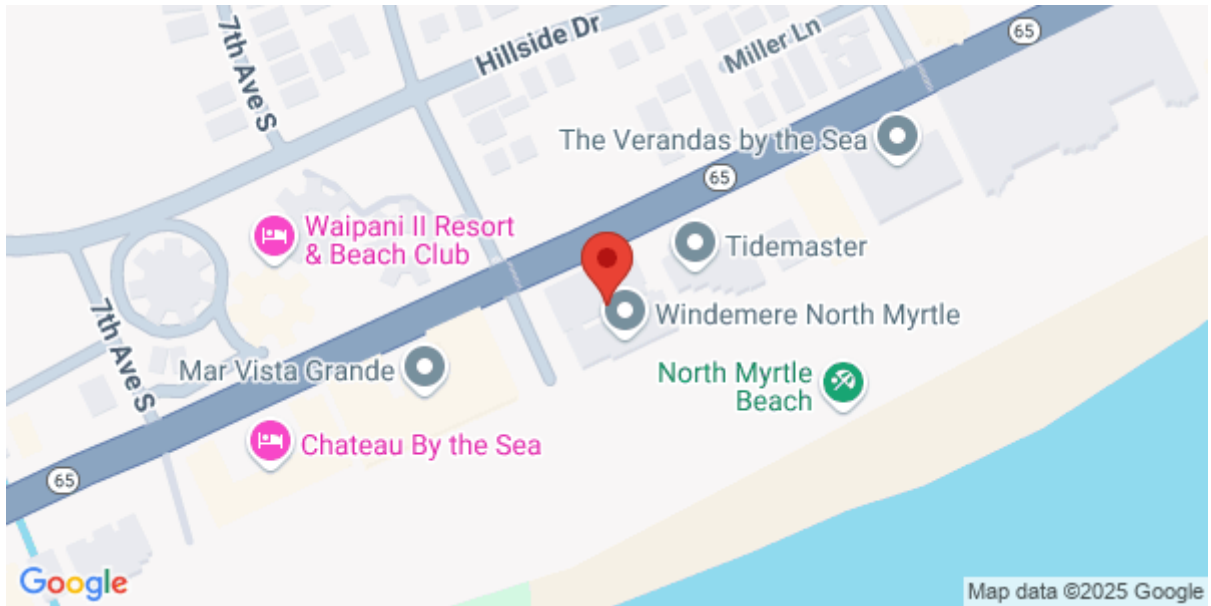 7th Ave S
Hillside Dr
Miller Ln
65
The Verandas by the Sea
65
Waipani II Resort
& Beach Club
Tidemaster
Windemere North Myrtle
7th Ave S
Mar Vista Grande
North Myrtle
Beach
Chateau By the Sea
65
Google
Map data ©2025 Google